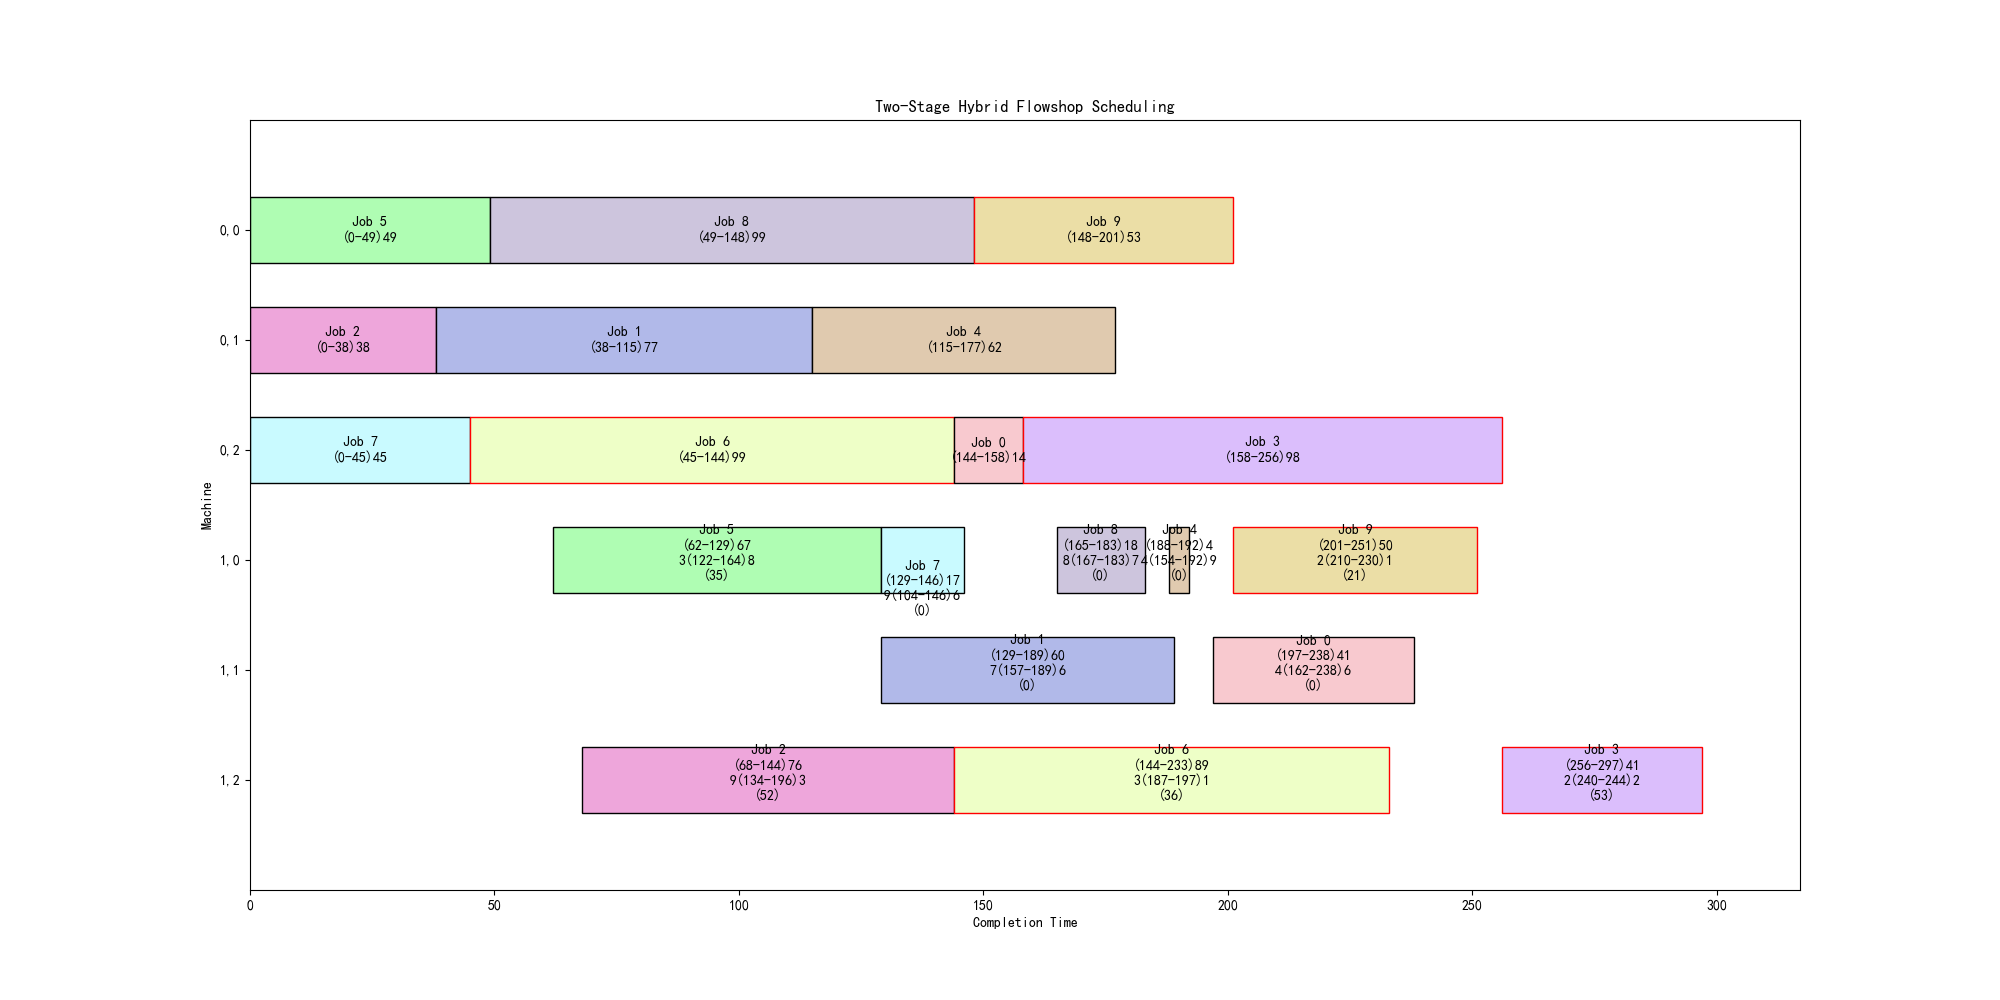 Two-Stage Hybrid Flowshop Scheduling
0,0
Job 5
(0-49)49
Job 8
(49-148)99
Job 9
(148-201)53
0,1
Job 2
(0-38)38
Job 1
(38-115)77
Job 4
(115-177)62
0,2
Job 7
(0-45)45
Job 6
(45-144)99
Job 0
(144-158)14
Job 3
(158-256)98
Machine
1,0
Job 5
(62-129)67
3(122-164)8
(35)
Job 7
(129-146)17
9(104-146)6
(0)
Job 8
(165-183)18
8(167-183)7
(0)
Job 4
(188-192)4
4(154-192)9
(0)
Job 9
(201-251)50
2(210-230)1
(21)
1,1
Job 1
(129-189)60
7(157-189)6
(0)
Job 0
(197-238)41
4(162-238)6
(0)
1,2
Job 2
(68-144)76
9(134-196)3
(52)
Job 6
(144-233)89
3(187-197)1
(36)
Job 3
(256-297)41
2(240-244)2
(53)
0
50
100
150
200
250
300
Completion Time